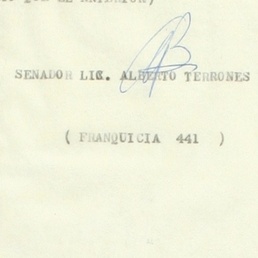 SENADOR LIC. ALBERTO TERRONES
( FRANQUICIA 441 )